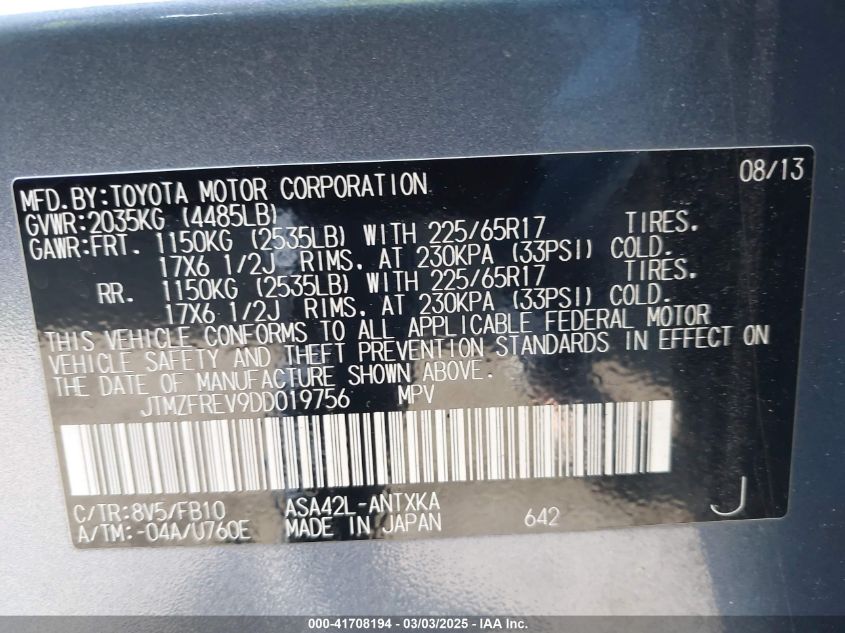 08/13
MFD.BY:TOYOTA MOTOR CORPORATION
GVWR:2035KG (4485LB)
GAWR:FRT. 1150KG (2535LB) WITH 225/65R17 TIRES.
17X6 1/2J RIMS, AT 230KPA (33PSI) COLD.
RR. 1150KG (2535LB) WITH 225/65R17 TIRES.
17X6 1/2J RIMS, AT 230KPA (33PSI) COLD.
THIS VEHICLE CONFORMS TO ALL APPLICABLE FEDERAL MOTOR
VEHICLE SAFETY AND THEFT PREVENTION STANDARDS IN EFFECT ON
THE DATE OF MANUFACTURE SHOWN ABOVE.
JTMZFREV9DD019756 MPV
C/TR:8V5/FB10 ASA42L-ANTXKA
A/TM:-04A/U760E MADE IN JAPAN 642 J
000-41708194 - 03/03/2025 - IAA Inc.